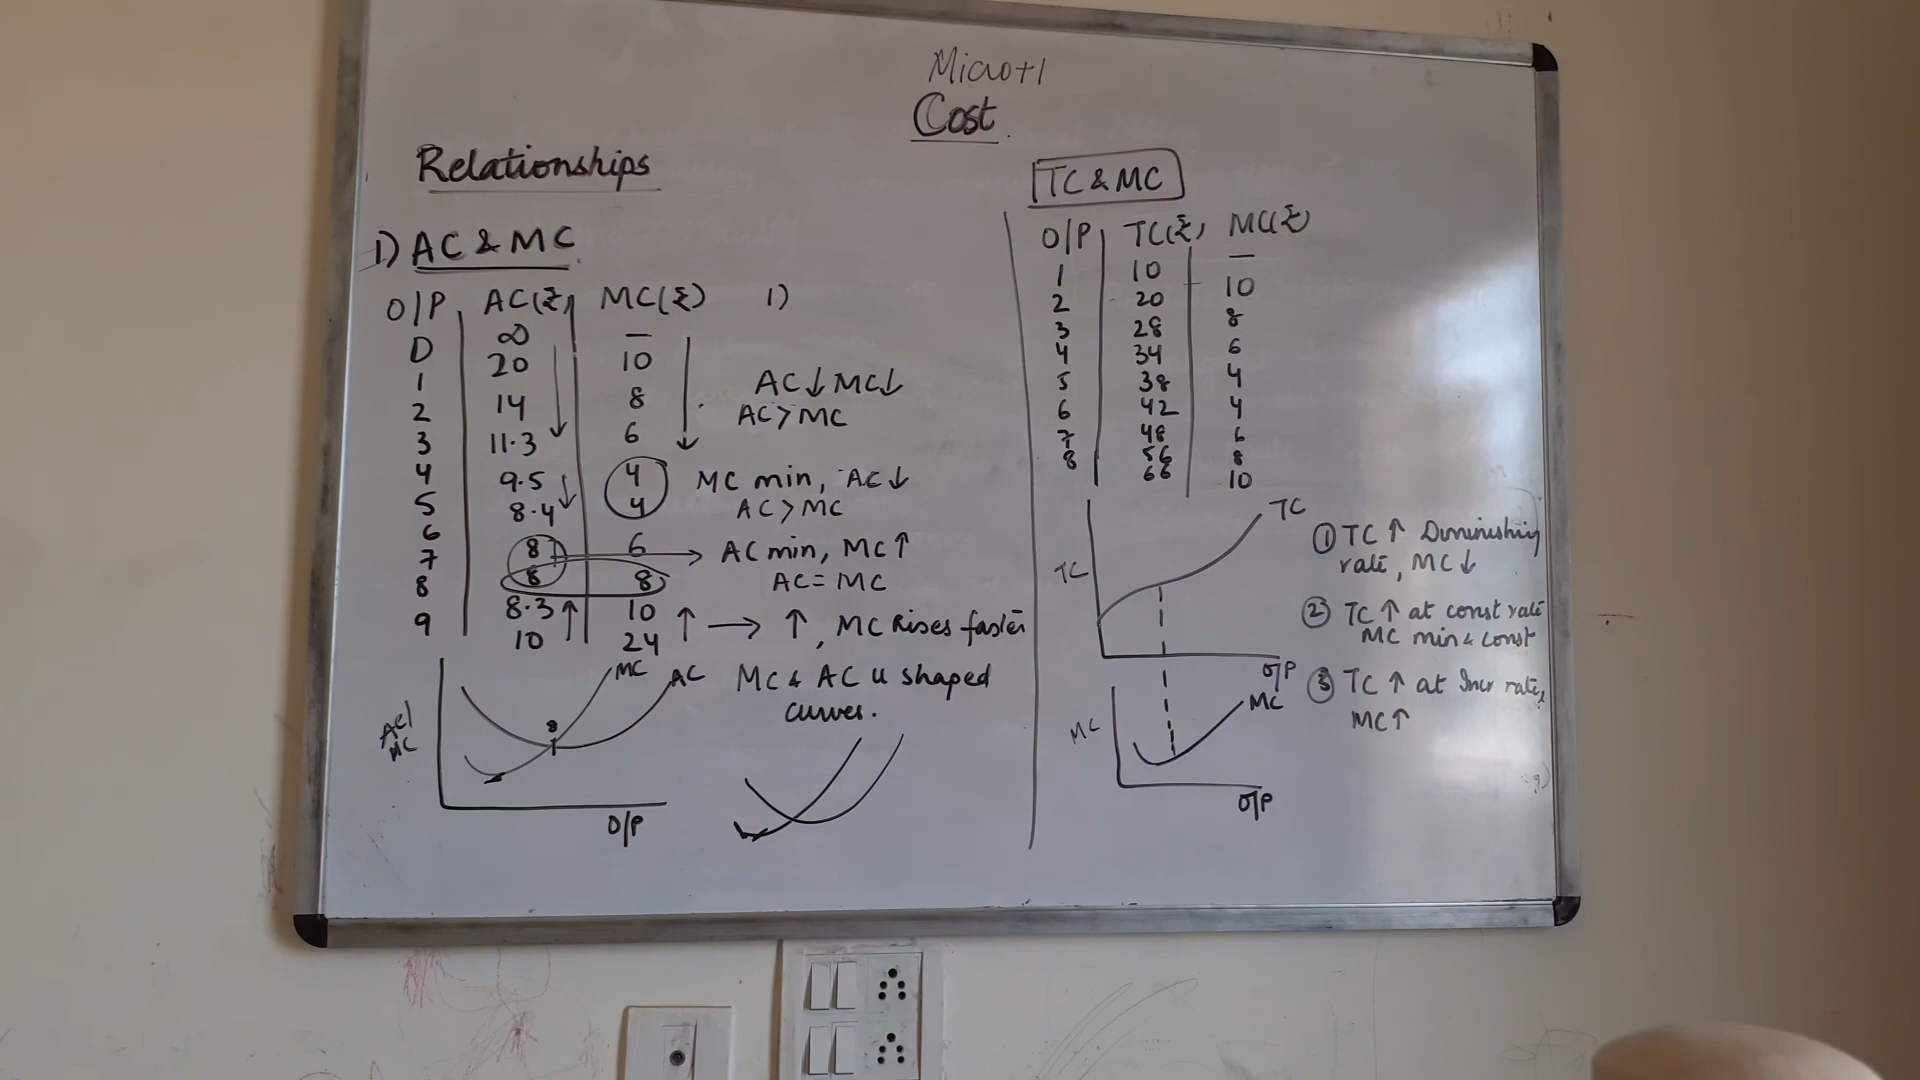 Micro+1
Cost
Relationships
1) AC & MC
O/P AC(₹) MC(₹) 1)
0 ∞ —
1 20 10
2 14 8
3 11.3 6
4 9.5 4
5 8.4 4
6 8 6
7 8 8
8 8.3 10
9 10 24
AC↓ MC↓
AC>MC
MC min, AC↓
AC>MC
→ AC min, MC↑
AC=MC
↑ → ↑, MC Rises faster
MC & AC u shaped
curves.
AC/
MC
MC
AC
8
O/P
TC & MC
O/P TC(₹) MC(₹)
1 10 —
2 20 10
3 28 8
4 34 6
5 38 4
6 42 4
7 48 6
8 56 8
66 10
TC
TC
O/P
MC
MC
O/P
① TC ↑ Diminishing
rate, MC↓
② TC ↑ at const rate
MC min & const
③ TC ↑ at Incr rate,
MC↑